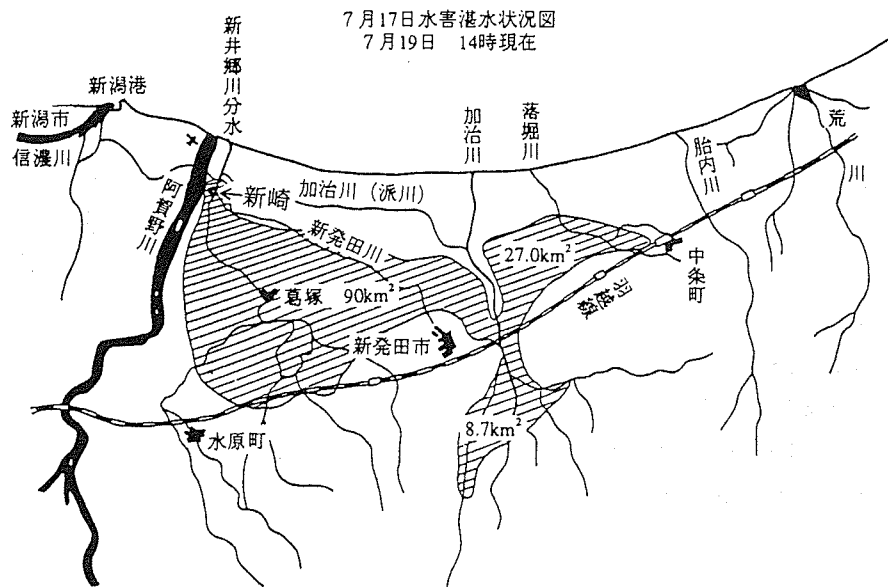 7月17日水害湛水状況図
7月19日 14時現在
新井郷川分水
新潟港
新潟市
信濃川
阿賀野川
新崎
加治川(派川)
新発田川
加治川
落堀川
胎内川
荒川
27.0km²
中条町
羽越線
葛塚
90km²
新発田市
8.7km²
水原町